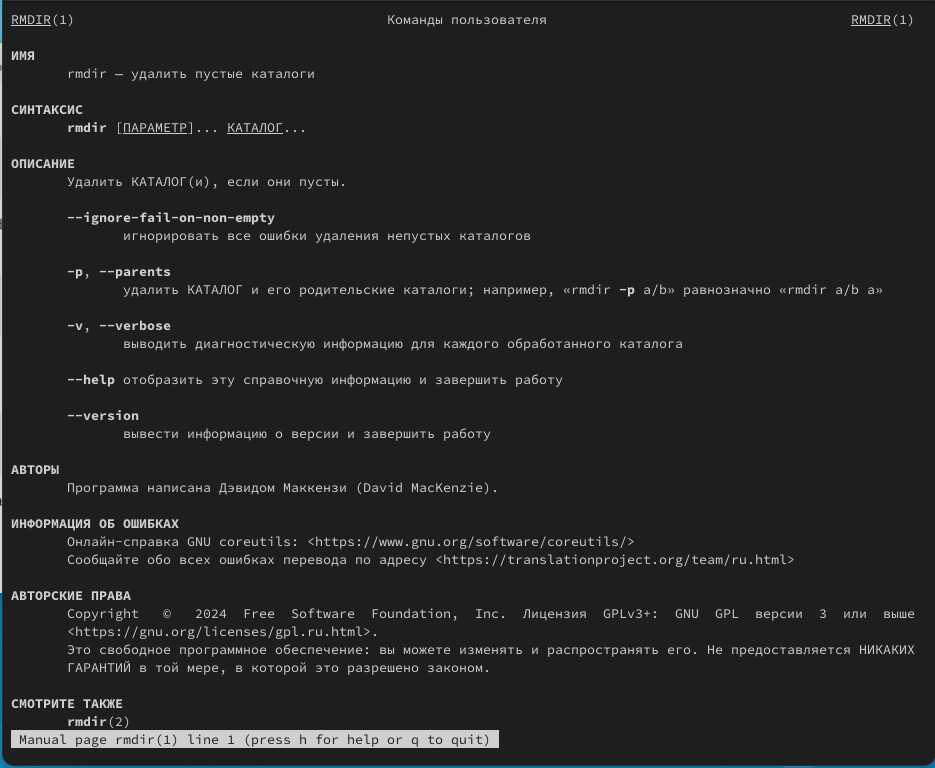 RMDIR(1) Команды пользователя RMDIR(1)
ИМЯ
rmdir — удалить пустые каталоги
СИНТАКСИС
rmdir [ПАРАМЕТР]... КАТАЛОГ...
ОПИСАНИЕ
Удалить КАТАЛОГ(и), если они пусты.
--ignore-fail-on-non-empty
игнорировать все ошибки удаления непустых каталогов
-p, --parents
удалить КАТАЛОГ и его родительские каталоги; например, «rmdir -p a/b» равнозначно «rmdir a/b a»
-v, --verbose
выводить диагностическую информацию для каждого обработанного каталога
--help отобразить эту справочную информацию и завершить работу
--version
вывести информацию о версии и завершить работу
АВТОРЫ
Программа написана Дэвидом Маккензи (David MacKenzie).
ИНФОРМАЦИЯ ОБ ОШИБКАХ
Онлайн-справка GNU coreutils: <https://www.gnu.org/software/coreutils/>
Сообщайте обо всех ошибках перевода по адресу <https://translationproject.org/team/ru.html>
АВТОРСКИЕ ПРАВА
Copyright © 2024 Free Software Foundation, Inc. Лицензия GPLv3+: GNU GPL версии 3 или выше
<https://gnu.org/licenses/gpl.ru.html>.
Это свободное программное обеспечение: вы можете изменять и распространять его. Не предоставляется НИКАКИХ
ГАРАНТИЙ в той мере, в которой это разрешено законом.
СМОТРИТЕ ТАКЖЕ
rmdir(2)
Manual page rmdir(1) line 1 (press h for help or q to quit)